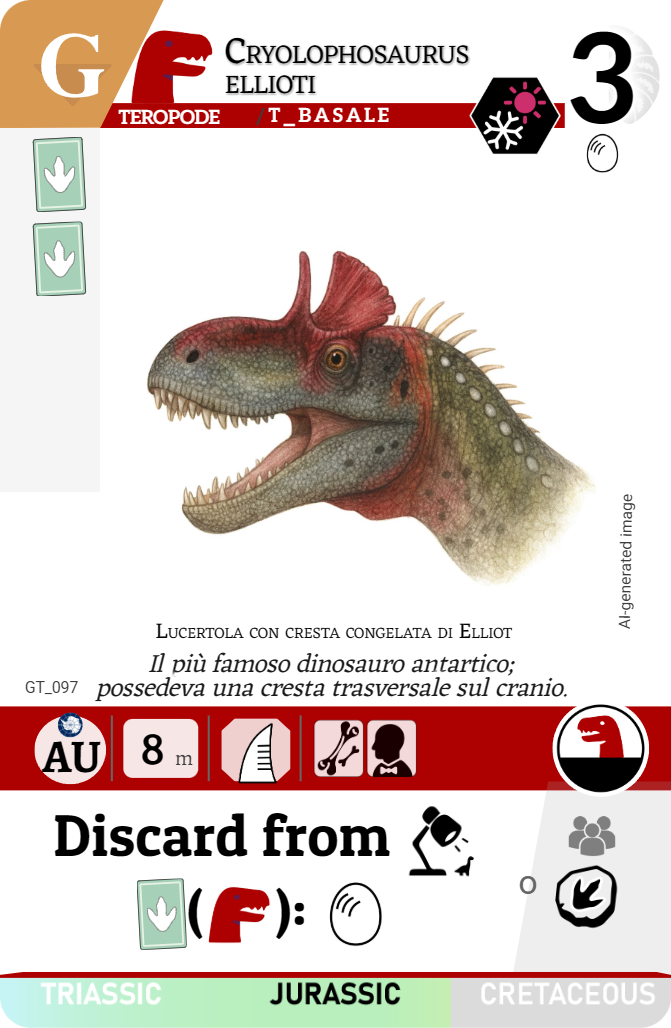 G
CRYOLOPHOSAURUS
ELLIOTI
3
TEROPODE / T_BASALE
AI-generated image
LUCERTOLA CON CRESTA CONGELATA DI ELLIOT
Il più famoso dinosauro antartico;
GT_097 possedeva una cresta trasversale sul cranio.
AU 8 m
Discard from
( ):
O
TRIASSIC JURASSIC CRETACEOUS